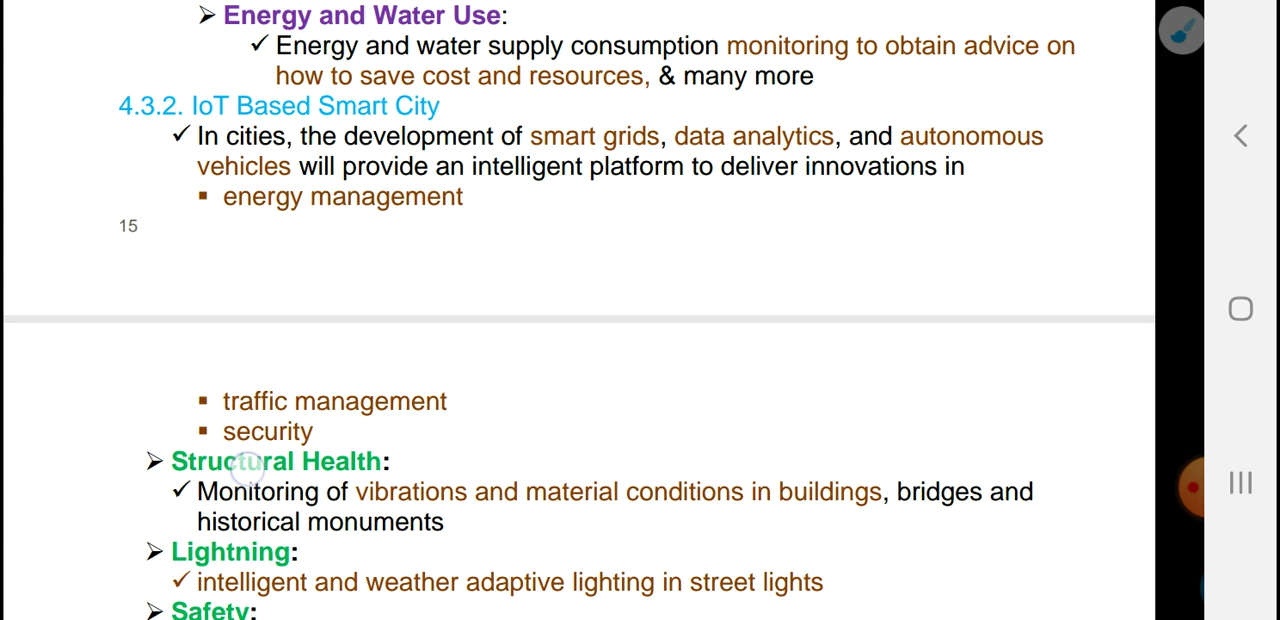 ➢ Energy and Water Use:
✓ Energy and water supply consumption monitoring to obtain advice on
how to save cost and resources, & many more
4.3.2. IoT Based Smart City
✓ In cities, the development of smart grids, data analytics, and autonomous
vehicles will provide an intelligent platform to deliver innovations in
▪ energy management
15
▪ traffic management
▪ security
➢ Structural Health:
✓ Monitoring of vibrations and material conditions in buildings, bridges and
historical monuments
➢ Lightning:
✓ intelligent and weather adaptive lighting in street lights
➢ Safety: